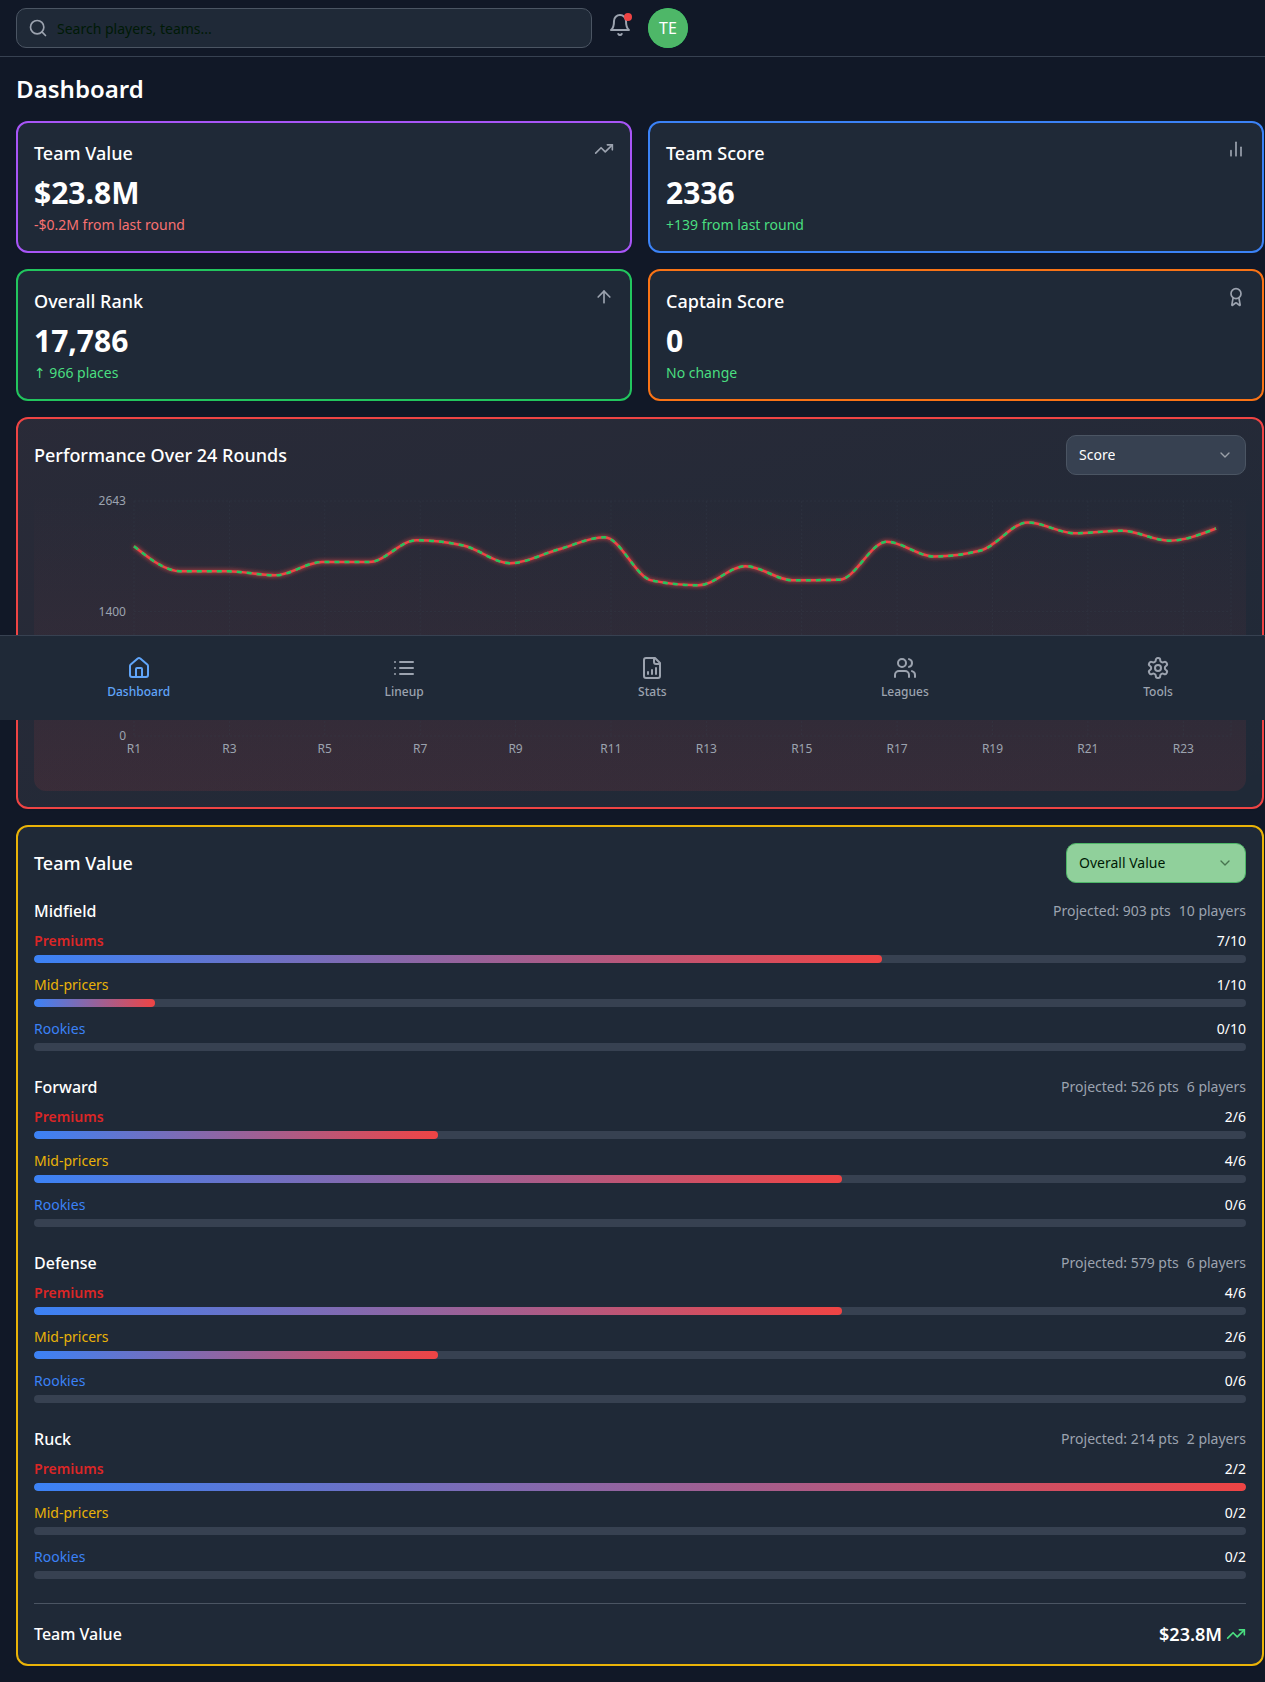 Search players, teams...
TE
Dashboard
Team Value
$23.8M
-$0.2M from last round
Team Score
2336
+139 from last round
Overall Rank
17,786
↑ 966 places
Captain Score
0
No change
Performance Over 24 Rounds
Score
2643
1400
Dashboard
Lineup
Stats
Leagues
Tools
0
R1 R3 R5 R7 R9 R11 R13 R15 R17 R19 R21 R23
Team Value
Overall Value
Midfield
Projected: 903 pts 10 players
Premiums 7/10
Mid-pricers 1/10
Rookies 0/10
Forward
Projected: 526 pts 6 players
Premiums 2/6
Mid-pricers 4/6
Rookies 0/6
Defense
Projected: 579 pts 6 players
Premiums 4/6
Mid-pricers 2/6
Rookies 0/6
Ruck
Projected: 214 pts 2 players
Premiums 2/2
Mid-pricers 0/2
Rookies 0/2
Team Value $23.8M